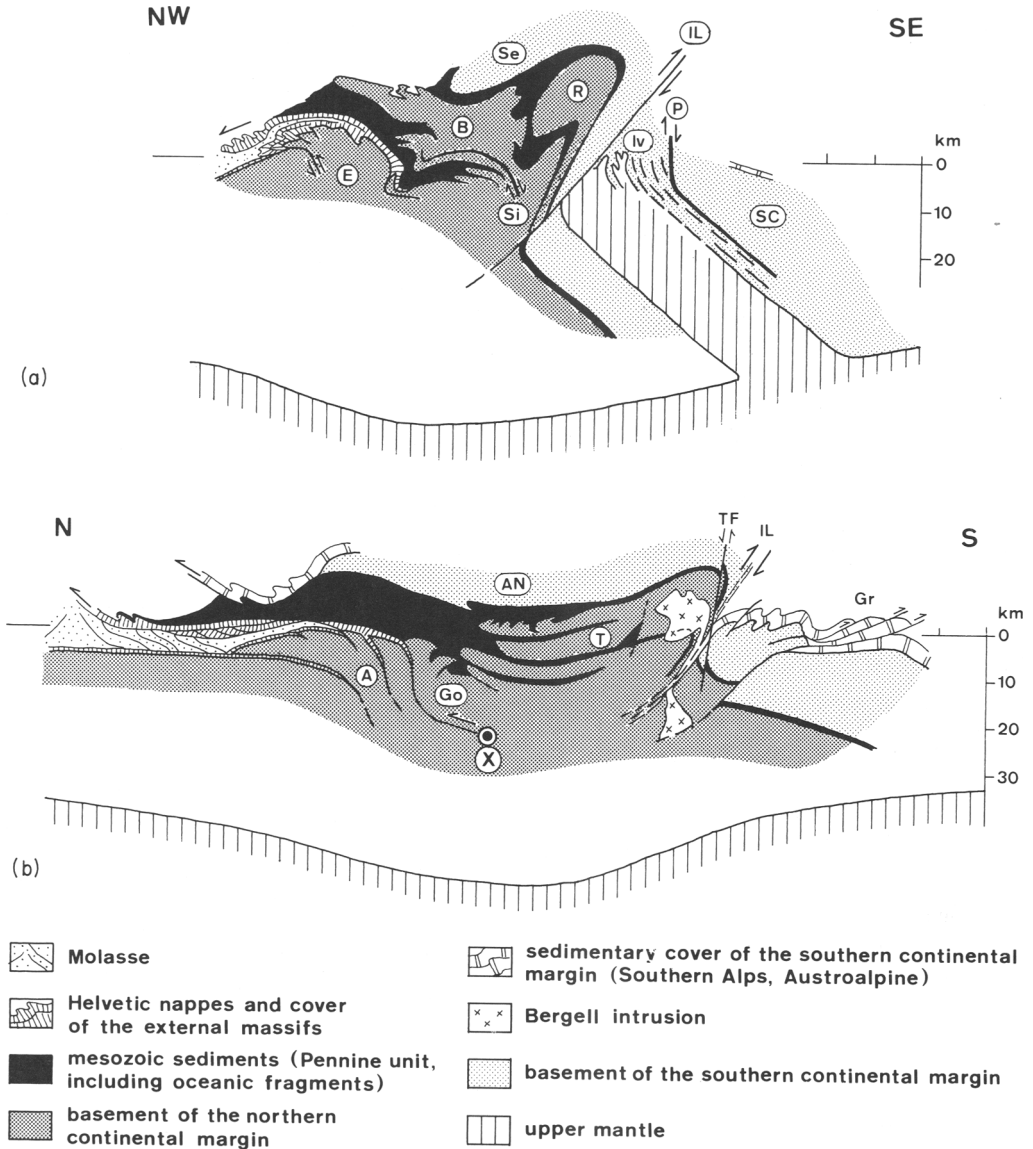 NW
SE
Se
IL
R
P
B
Iv
km
E
0
Si
SC
10
20
(a)
N
S
TF
IL
AN
Gr
km
T
0
A
Go
10
X
20
30
(b)
Molasse
sedimentary cover of the southern continental
margin (Southern Alps, Austroalpine)
Helvetic nappes and cover
of the external massifs
Bergell intrusion
mesozoic sediments (Pennine unit,
including oceanic fragments)
basement of the southern continental margin
basement of the northern
continental margin
upper mantle